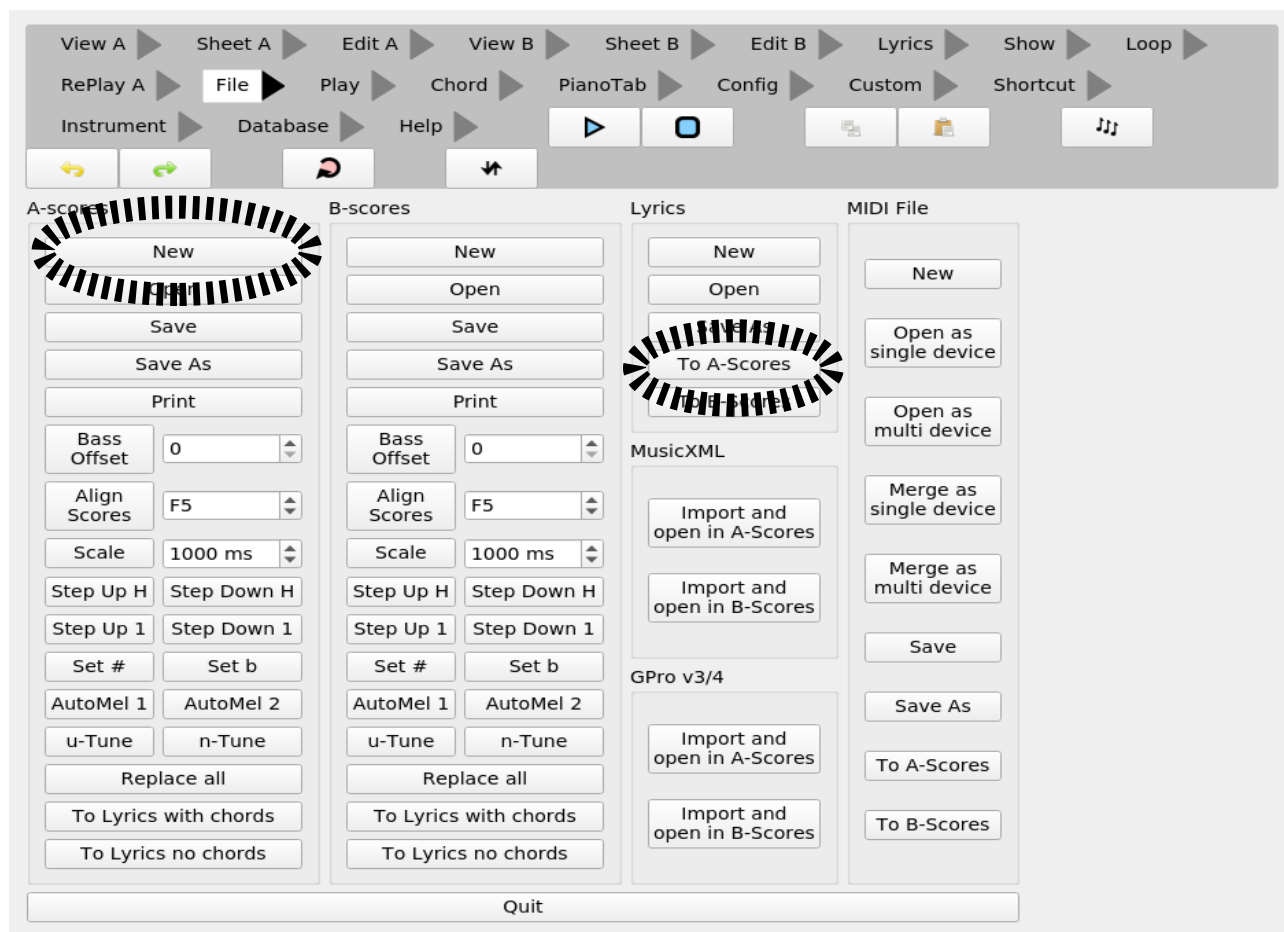 View A Sheet A Edit A View B Sheet B Edit B Lyrics Show Loop
RePlay A File Play Chord PianoTab Config Custom Shortcut
Instrument Database Help
A-scores
New
Open
Save
Save As
Print
Bass
Offset
0
Align
Scores
F5
Scale 1000 ms
Step Up H Step Down H
Step Up 1 Step Down 1
Set # Set b
AutoMel 1 AutoMel 2
u-Tune n-Tune
Replace all
To Lyrics with chords
To Lyrics no chords
B-scores
New
Open
Save
Save As
Print
Bass
Offset
0
Align
Scores
F5
Scale 1000 ms
Step Up H Step Down H
Step Up 1 Step Down 1
Set # Set b
AutoMel 1 AutoMel 2
u-Tune n-Tune
Replace all
To Lyrics with chords
To Lyrics no chords
Lyrics
New
Open
Save As
To A-Scores
To B-Scores
MusicXML
Import and
open in A-Scores
Import and
open in B-Scores
GPro v3/4
Import and
open in A-Scores
Import and
open in B-Scores
MIDI File
New
Open as
single device
Open as
multi device
Merge as
single device
Merge as
multi device
Save
Save As
To A-Scores
To B-Scores
Quit